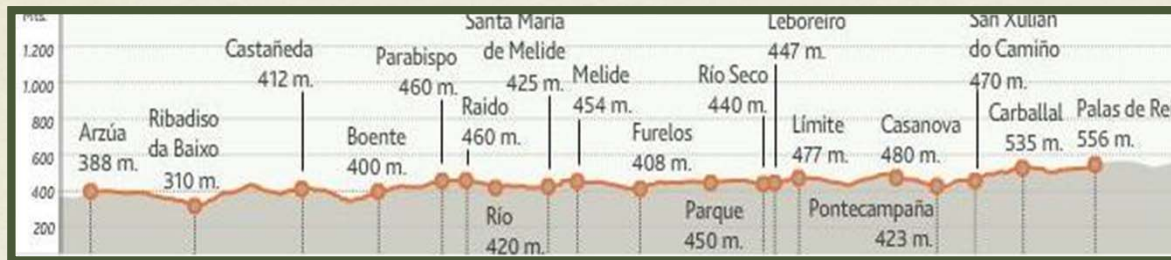 Mts.
1.200
1.000
800
600
400
200
Arzúa
388 m.
Ribadiso
da Baixo
310 m.
Castañeda
412 m.
Boente
400 m.
Parabispo
460 m.
Raido
460 m.
Río
420 m.
Santa María
de Melide
425 m.
Melide
454 m.
Furelos
408 m.
Parque
450 m.
Río Seco
440 m.
Leboreiro
447 m.
Límite
477 m.
Casanova
480 m.
Pontecampaña
423 m.
San Xulián
do Camiño
470 m.
Carballal
535 m.
Palas de Re
556 m.